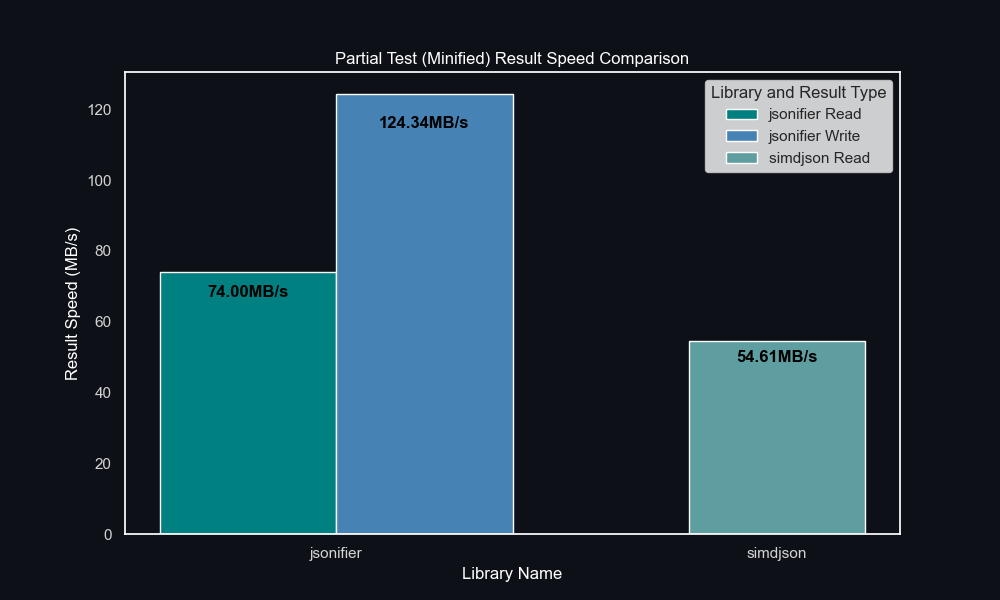 Partial Test (Minified) Result Speed Comparison
Library and Result Type
jsonifier Read
jsonifier Write
simdjson Read
124.34MB/s
74.00MB/s
54.61MB/s
Result Speed (MB/s)
120
100
80
60
40
20
0
jsonifier
simdjson
Library Name